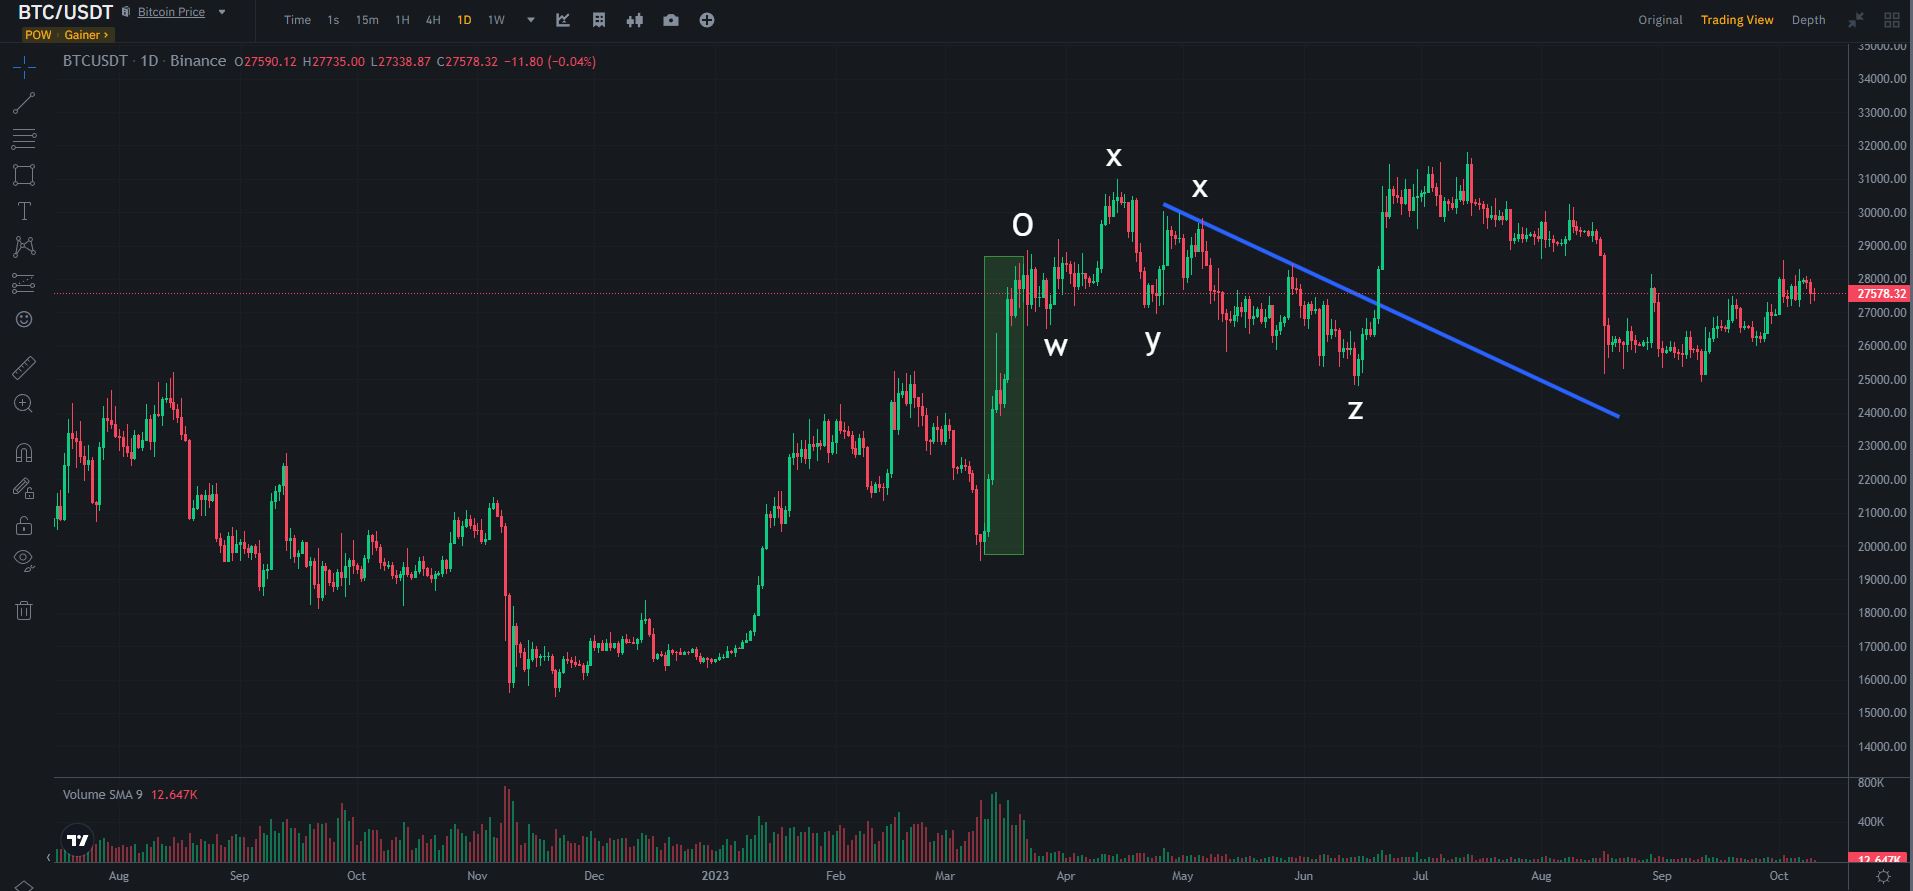 BTC/USDT Bitcoin Price
POW Gainer ›
Time 1s 15m 1H 4H 1D 1W
Original Trading View Depth
BTCUSDT · 1D · Binance O27590.12 H27735.00 L27338.87 C27578.32 −11.80 (−0.04%)
35000.00
34000.00
33000.00
32000.00
31000.00
30000.00
29000.00
28000.00
27578.32
27000.00
26000.00
25000.00
24000.00
23000.00
22000.00
21000.00
20000.00
19000.00
18000.00
17000.00
16000.00
15000.00
14000.00
x
x
O
w
y
z
Volume SMA 9 12.647K
800K
400K
12.647K
Aug Sep Oct Nov Dec 2023 Feb Mar Apr May Jun Jul Aug Sep Oct